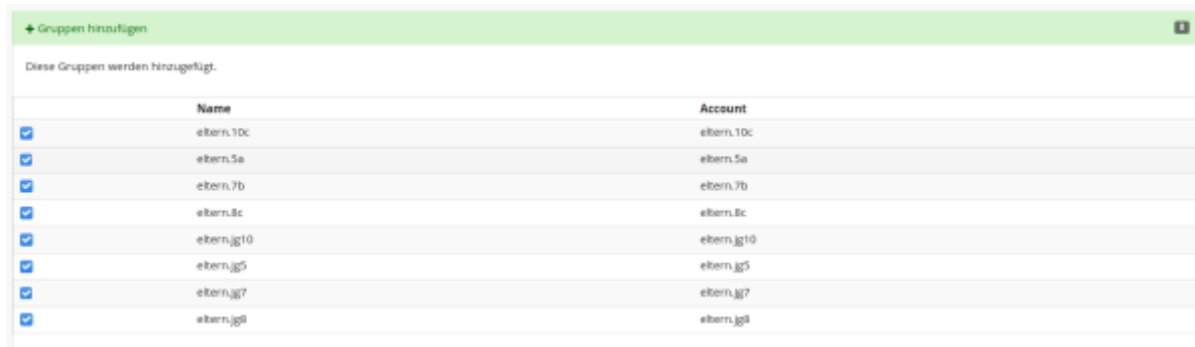 Gruppen hinzufügen
Diese Gruppen werden hinzugefügt.
Name Account
eltern.10c eltern.10c
eltern.5a eltern.5a
eltern.7b eltern.7b
eltern.8c eltern.8c
eltern.jg10 eltern.jg10
eltern.jg5 eltern.jg5
eltern.jg7 eltern.jg7
eltern.jg8 eltern.jg8